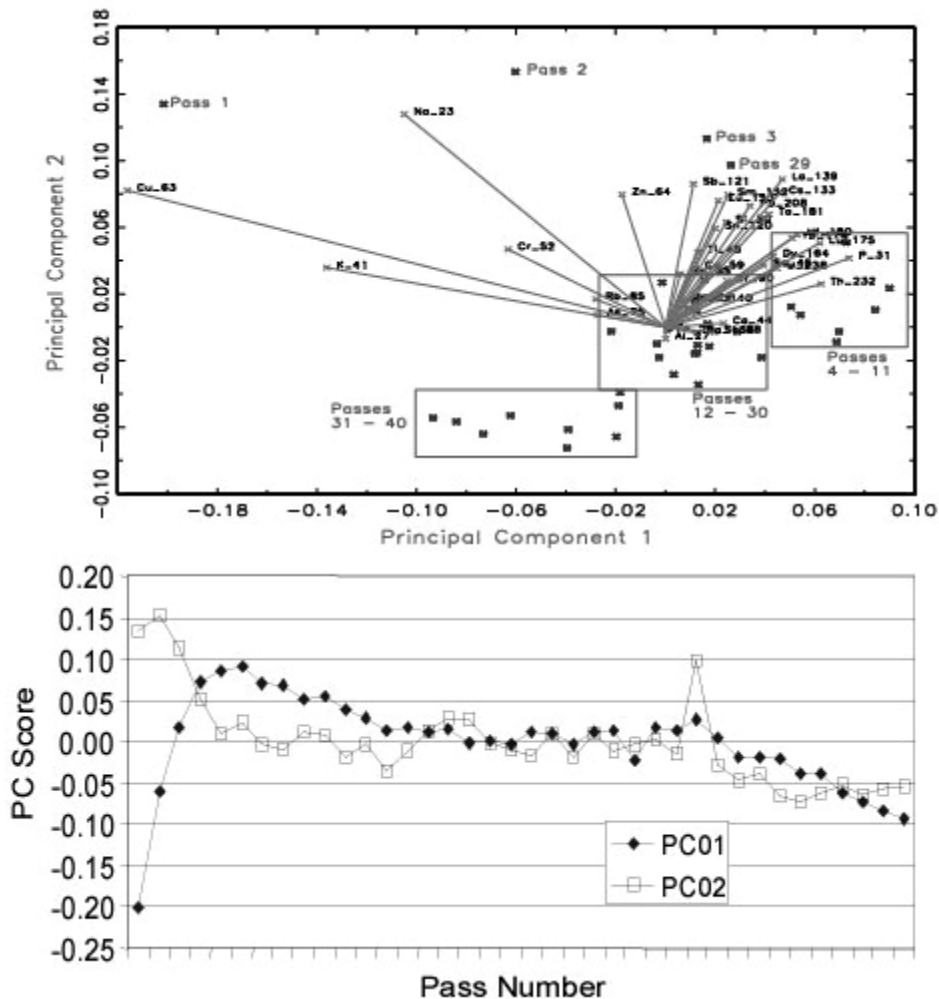 0.18
0.14
0.10
0.06
0.02
-0.02
-0.06
-0.10
Principal Component 2
Pass 1
Pass 2
Pass 3
Pass 29
Na_23
Cu_63
Zn_64
Sb_121
La_139
Cs_133
Ta_181
Cr_52
K_41
P_31
Th_232
Rb_85
Ca_44
Al_27
Passes
4 - 11
Passes
12 - 30
Passes
31 - 40
-0.18
-0.14
-0.10
-0.06
-0.02
0.02
0.06
0.10
Principal Component 1
0.20
0.15
0.10
0.05
0.00
-0.05
-0.10
-0.15
-0.20
-0.25
PC Score
PC01
PC02
Pass Number